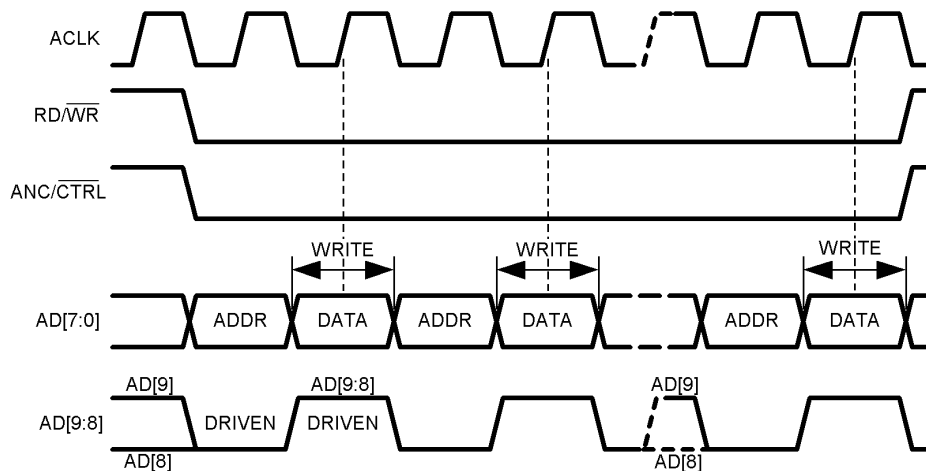 ACLK
RD/WR
ANC/CTRL
WRITE WRITE WRITE
AD[7:0] ADDR DATA ADDR DATA ADDR DATA
AD[9] AD[9:8] AD[9]
AD[9:8] DRIVEN DRIVEN
AD[8] AD[8]